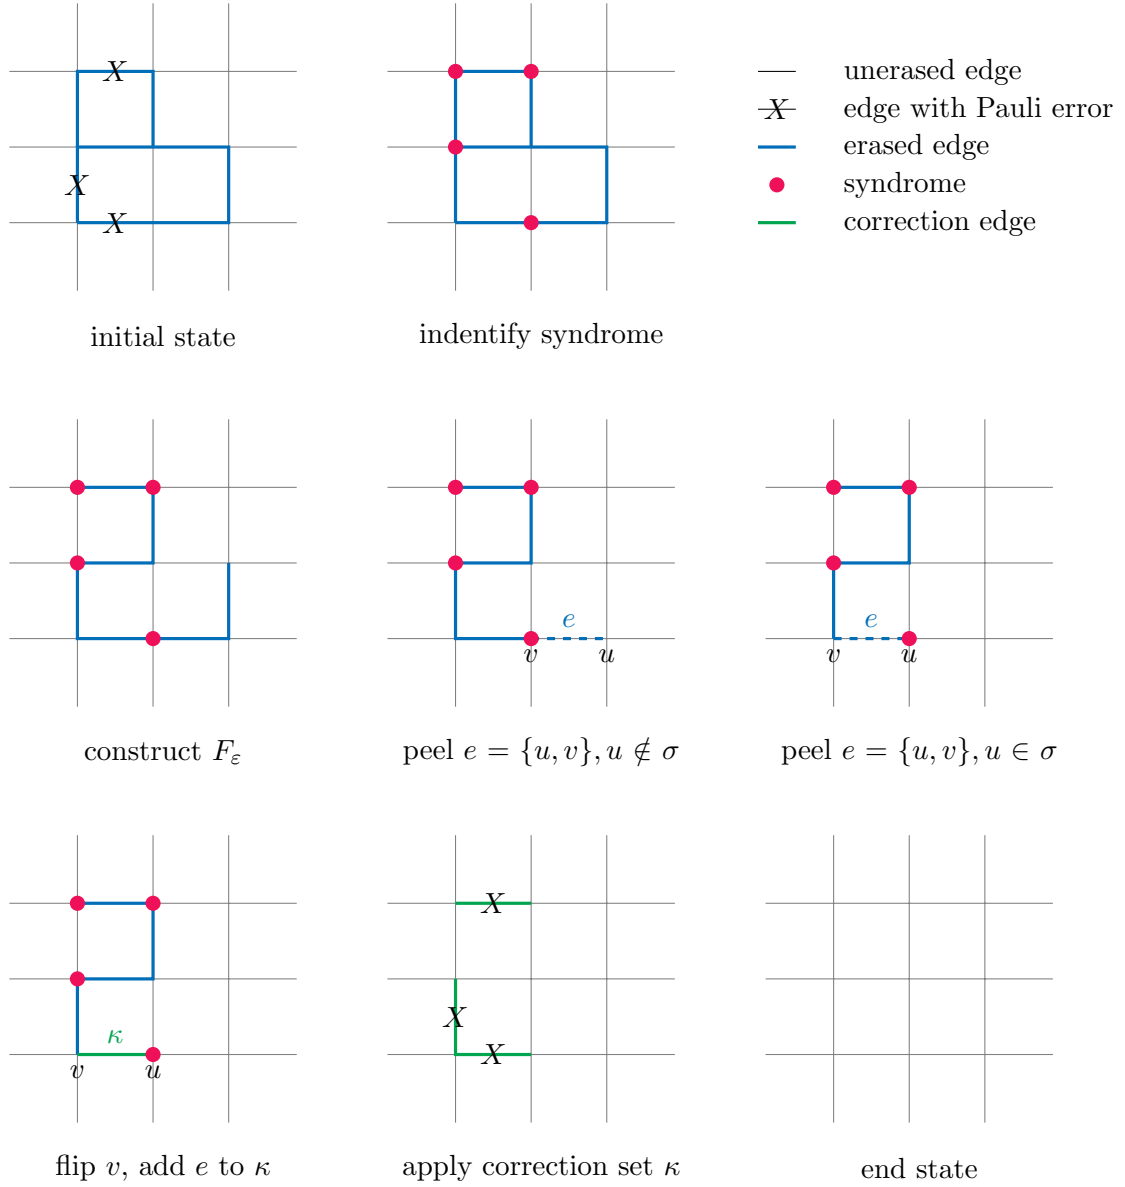 X
X
X
initial state
indentify syndrome
unerased edge
X edge with Pauli error
erased edge
syndrome
correction edge
construct F_ε
e
v u
peel e = {u, v}, u ∉ σ
e
v u
peel e = {u, v}, u ∈ σ
κ
v u
flip v, add e to κ
X
X
X
apply correction set κ
end state